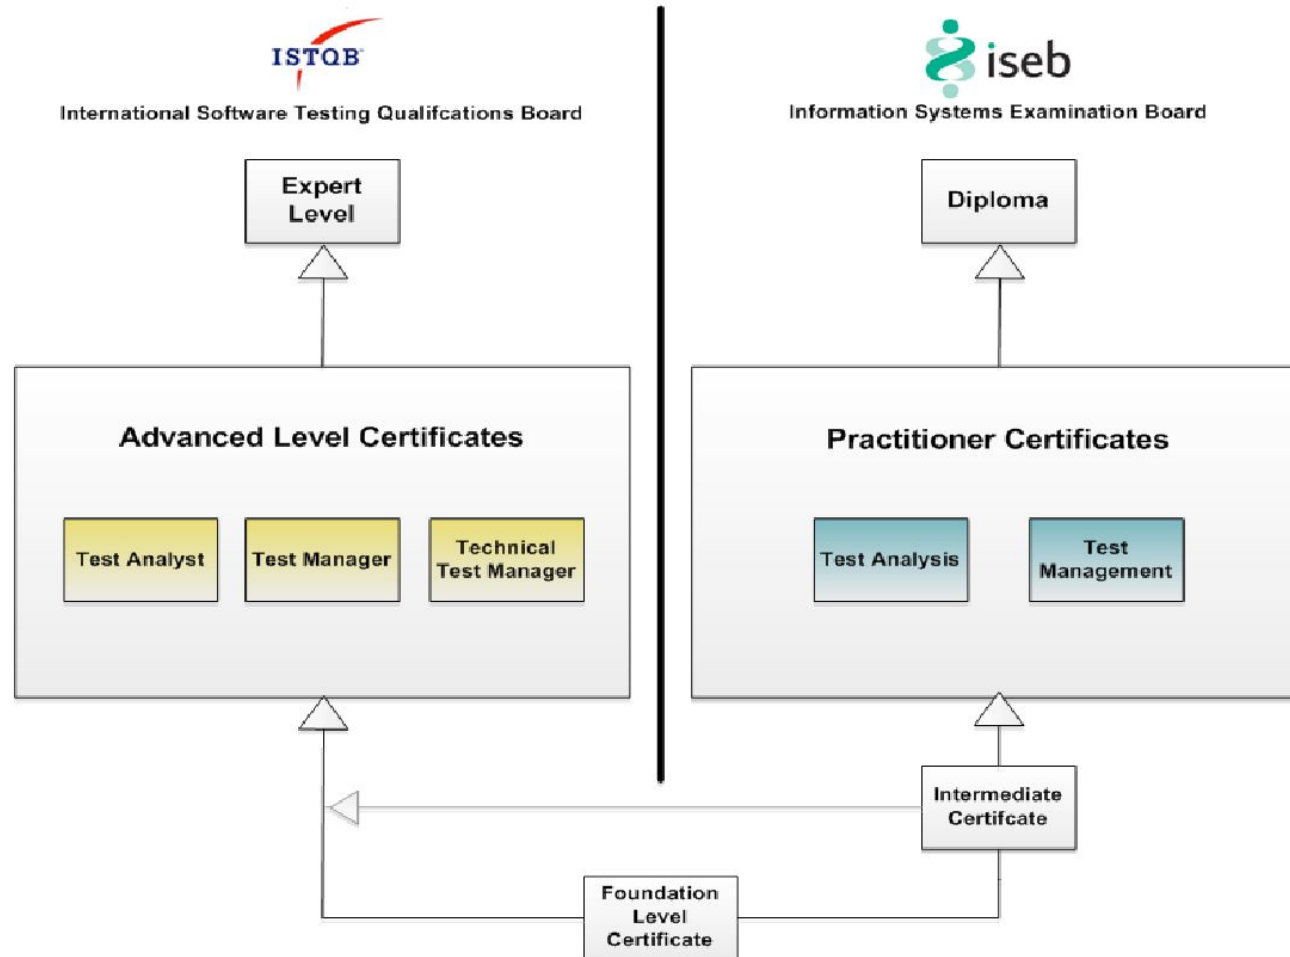 ISTQB
International Software Testing Qualifcations Board
Expert
Level
Advanced Level Certificates
Test Analyst
Test Manager
Technical
Test Manager
iseb
Information Systems Examination Board
Diploma
Practitioner Certificates
Test Analysis
Test
Management
Intermediate
Certifcate
Foundation
Level
Certificate